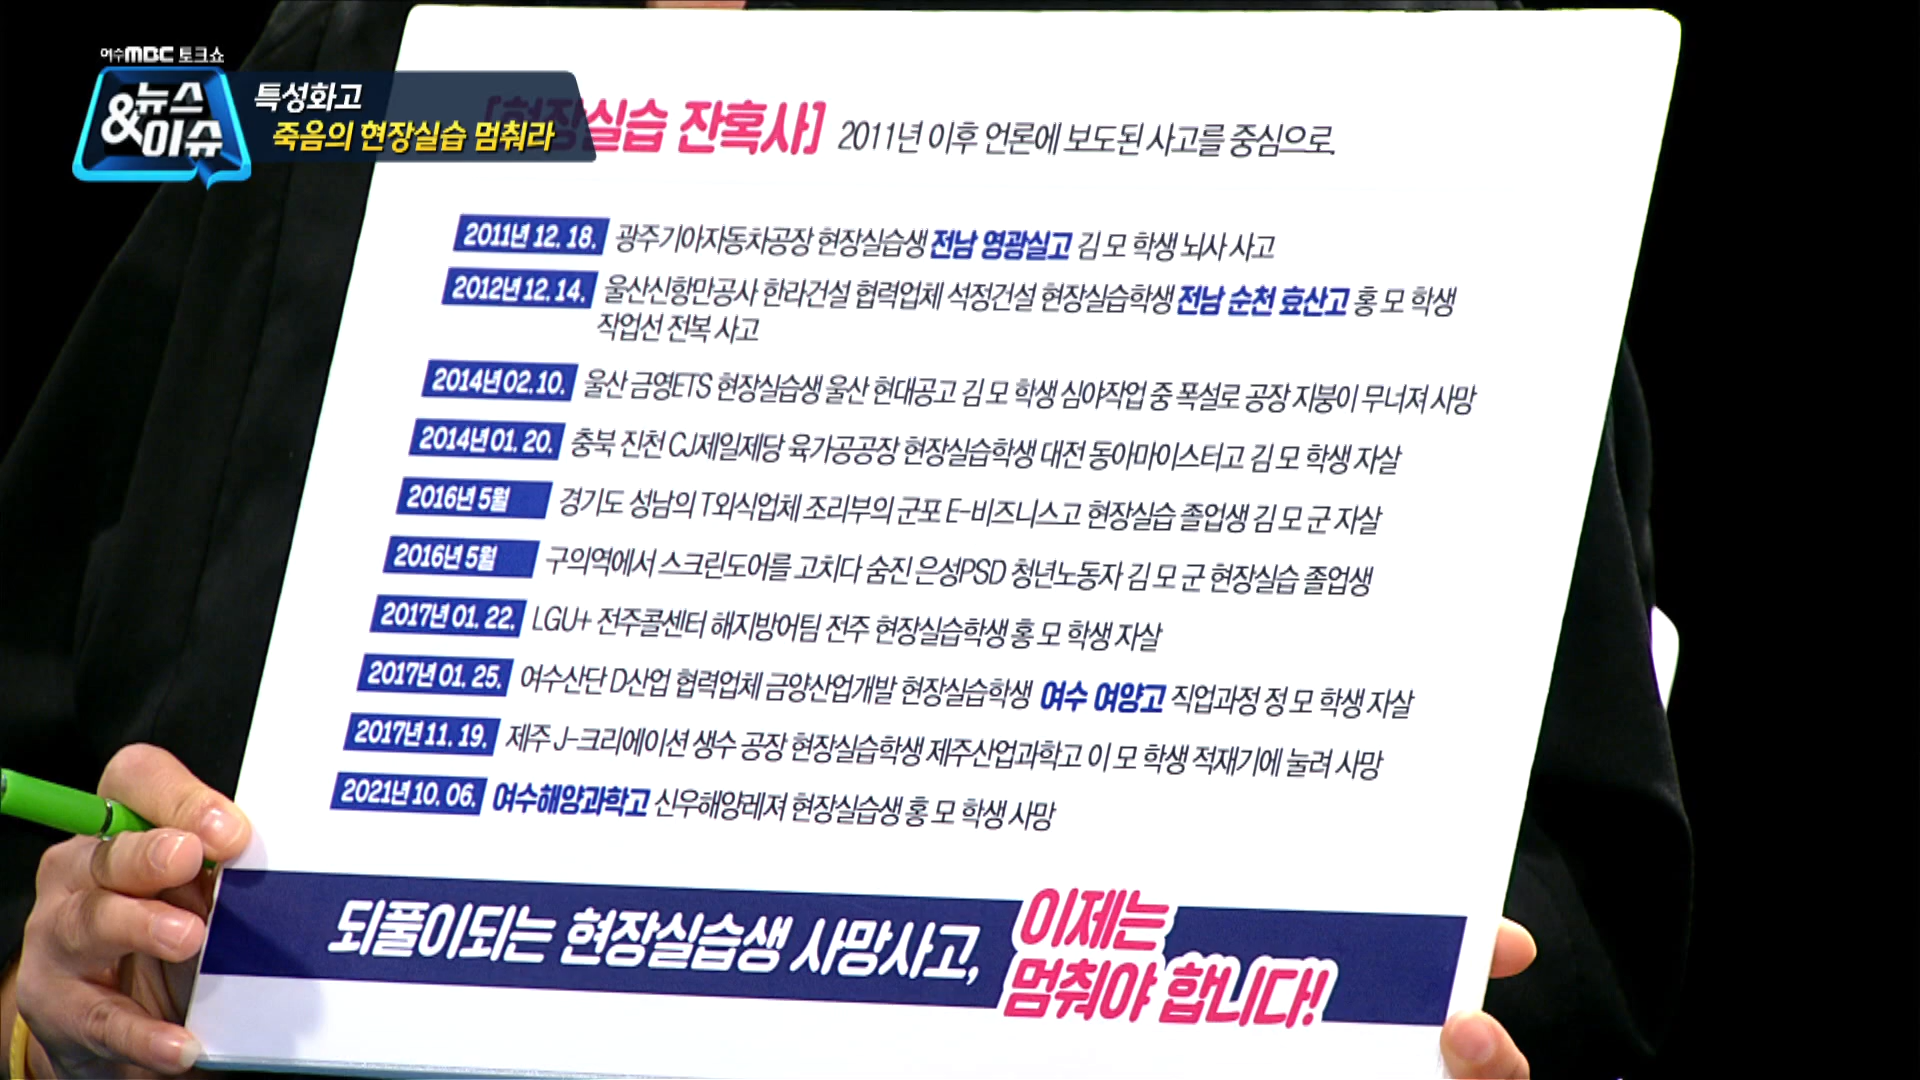 여수MBC 토크쇼
뉴스
&이슈
특성화고
죽음의 현장실습 멈춰라
[현장실습 잔혹사] 2011년 이후 언론에 보도된 사고를 중심으로.
2011년 12. 18. 광주기아자동차공장 현장실습생 전남 영광실고 김 모 학생 뇌사 사고
2012년 12. 14. 울산신항만공사 한라건설 협력업체 석정건설 현장실습학생 전남 순천 효산고 홍 모 학생
작업선 전복 사고
2014년 02.10. 울산 금영ETS 현장실습생 울산 현대공고 김 모 학생 심야작업 중 폭설로 공장 지붕이 무너져 사망
2014년 01. 20. 충북 진천 CJ제일제당 육가공공장 현장실습학생 대전 동아마이스터고 김 모 학생 자살
2016년 5월 경기도 성남의 T외식업체 조리부의 군포 E-비즈니스고 현장실습 졸업생 김 모 군 자살
2016년 5월 구의역에서 스크린도어를 고치다 숨진 은성PSD 청년노동자 김 모 군 현장실습 졸업생
2017년 01. 22. LGU+ 전주콜센터 해지방어팀 전주 현장실습학생 홍 모 학생 자살
2017년 01. 25. 여수산단 D산업 협력업체 금양산업개발 현장실습학생 여수 여양고 직업과정 정 모 학생 자살
2017년 11. 19. 제주 J-크리에이션 생수 공장 현장실습학생 제주산업과학고 이 모 학생 적재기에 눌려 사망
2021년 10. 06. 여수해양과학고 신우해양레져 현장실습생 홍 모 학생 사망
되풀이되는 현장실습생 사망사고, 이제는
멈춰야 합니다!